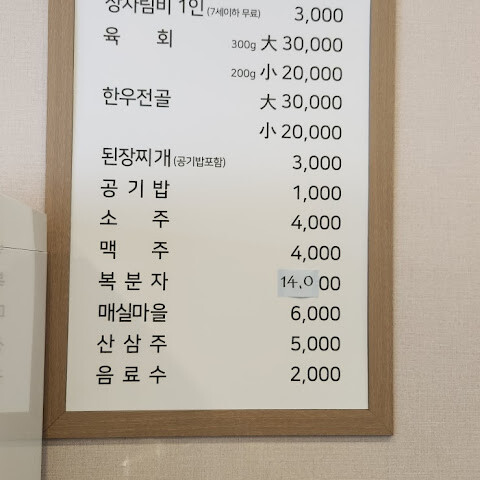 상차림비 1인 (7세이하 무료) 3,000
육 회 300g 大 30,000
200g 小 20,000
한우전골 大 30,000
小 20,000
된장찌개 (공기밥포함) 3,000
공 기 밥 1,000
소 주 4,000
맥 주 4,000
복 분 자 14,000
매실마을 6,000
산 삼 주 5,000
음 료 수 2,000